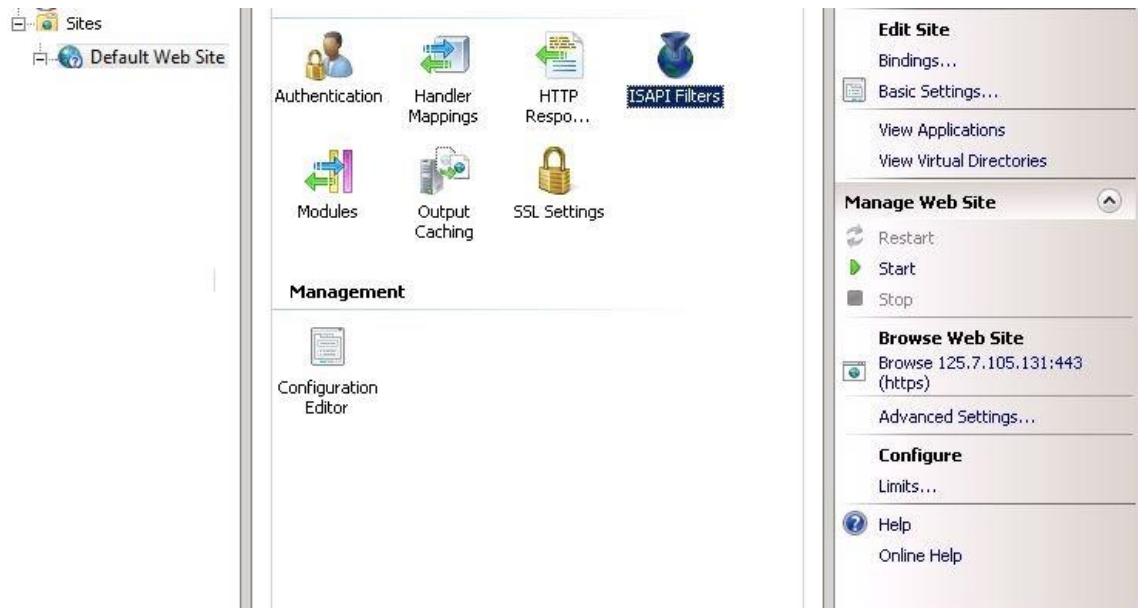 Sites
Default Web Site
Authentication
Handler
Mappings
HTTP
Respo...
ISAPI Filters
Modules
Output
Caching
SSL Settings
Management
Configuration
Editor
Edit Site
Bindings...
Basic Settings...
View Applications
View Virtual Directories
Manage Web Site
Restart
Start
Stop
Browse Web Site
Browse 125.7.105.131:443
(https)
Advanced Settings...
Configure
Limits...
Help
Online Help